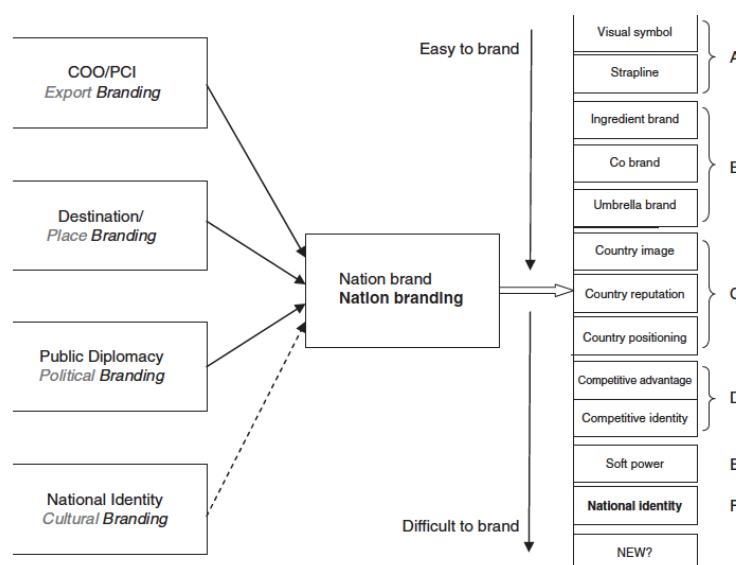 COO/PCI
Export Branding
Destination/
Place Branding
Public Diplomacy
Political Branding
National Identity
Cultural Branding
Nation brand
Nation branding
Easy to brand
Difficult to brand
Visual symbol
Strapline
A
Ingredient brand
Co brand
Umbrella brand
Country image
Country reputation
Country positioning
Competitive advantage
Competitive identity
D
Soft power
National identity
NEW?